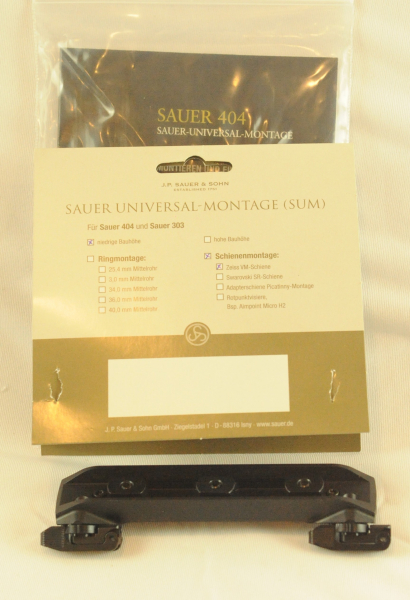 SAUER 404
SAUER-UNIVERSAL-MONTAGE
J.P. SAUER & SOHN
ESTABLISHED 1751
SAUER UNIVERSAL-MONTAGE (SUM)
Für Sauer 404 und Sauer 303
niedrige Bauhöhe
hohe Bauhöhe
Ringmontage:
25,4 mm Mittelrohr
mm Mittelrohr
34,0 mm Mittelrohr
36,0 mm Mittelrohr
40,0 mm Mittelrohr
Schienenmontage:
Zeiss VM-Schiene
Swarovski SR-Schiene
Adapterschiene Picatinny-Montage
Rotpunktvisiere,
Bsp. Aimpoint Micro H2
J. P. Sauer & Sohn GmbH · Ziegelstadel 1 · D - 88316 Isny · www.sauer.de